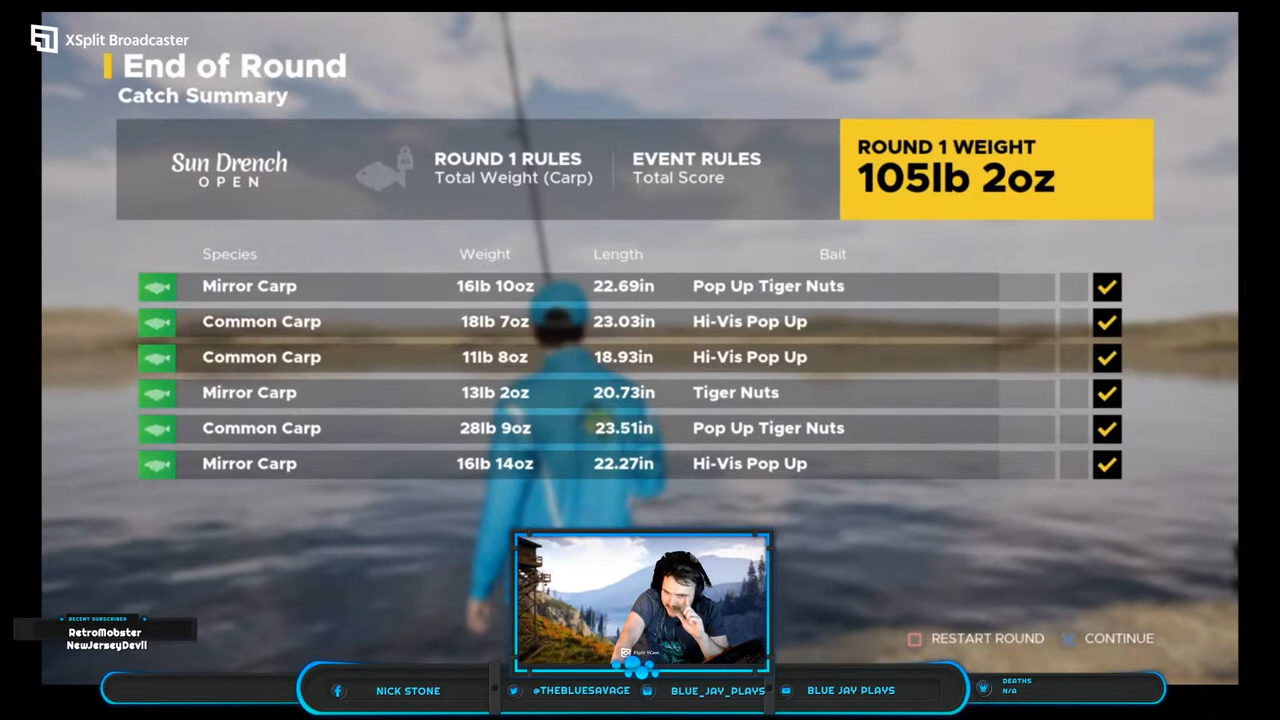 XSplit Broadcaster
End of Round
Catch Summary
Sun Drench
OPEN
ROUND 1 RULES
Total Weight (Carp)
EVENT RULES
Total Score
ROUND 1 WEIGHT
105lb 2oz
Species Weight Length Bait
Mirror Carp 16lb 10oz 22.69in Pop Up Tiger Nuts
Common Carp 18lb 7oz 23.03in Hi-Vis Pop Up
Common Carp 11lb 8oz 18.93in Hi-Vis Pop Up
Mirror Carp 13lb 2oz 20.73in Tiger Nuts
Common Carp 28lb 9oz 23.51in Pop Up Tiger Nuts
Mirror Carp 16lb 14oz 22.27in Hi-Vis Pop Up
RECENT SUBSCRIBER
RetroMobster
NewJerseyDevil
XSplit VCam
RESTART ROUND CONTINUE
NICK STONE @THEBLUESAVAGE BLUE_JAY_PLAYS BLUE JAY PLAYS
DEATHS
N/A